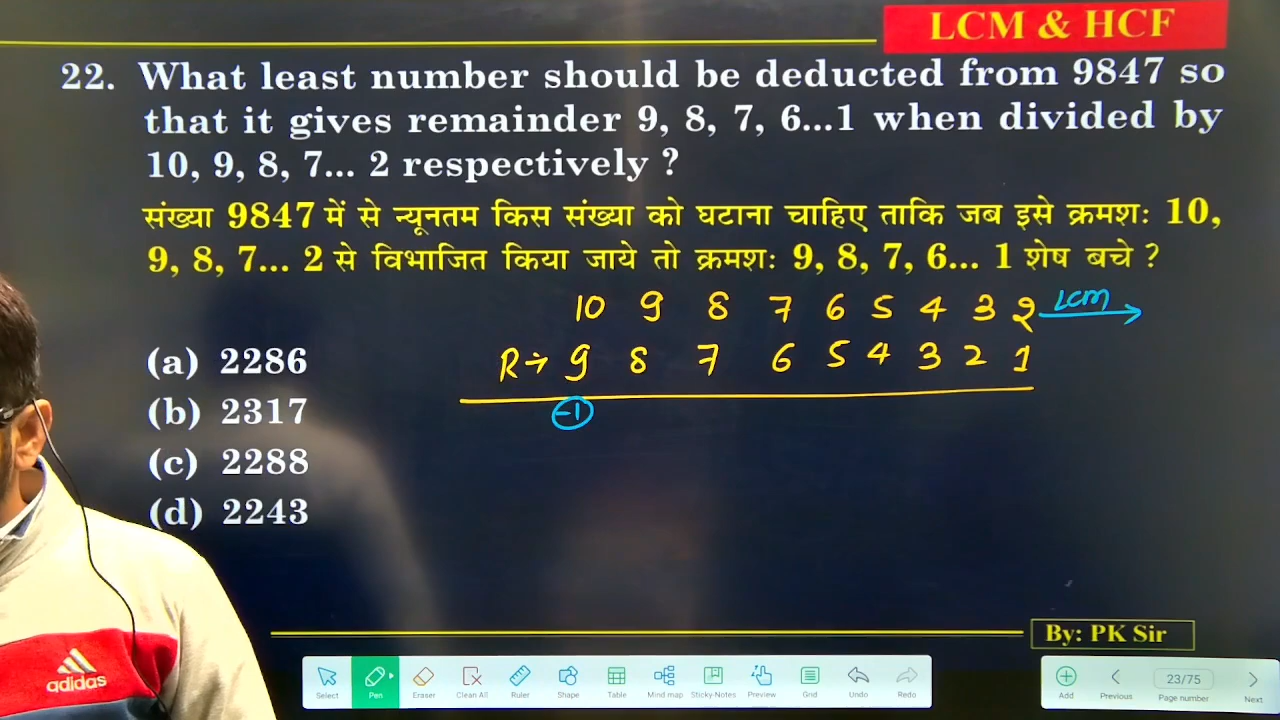 LCM & HCF
22. What least number should be deducted from 9847 so
that it gives remainder 9, 8, 7, 6...1 when divided by
10, 9, 8, 7... 2 respectively ?
संख्या 9847 में से न्यूनतम किस संख्या को घटाना चाहिए ताकि जब इसे क्रमशः 10,
9, 8, 7... 2 से विभाजित किया जाये तो क्रमशः 9, 8, 7, 6... 1 शेष बचे ?
10 9 8 7 6 5 4 3 2 LCM
R→ 9 8 7 6 5 4 3 2 1
-1
(a) 2286
(b) 2317
(c) 2288
(d) 2243
By: PK Sir
adidas
Select Pen Eraser Clean All Ruler Shape Table Mind map Sticky-Notes Preview Grid Undo Redo
Add Previous 23/75 Page number Next